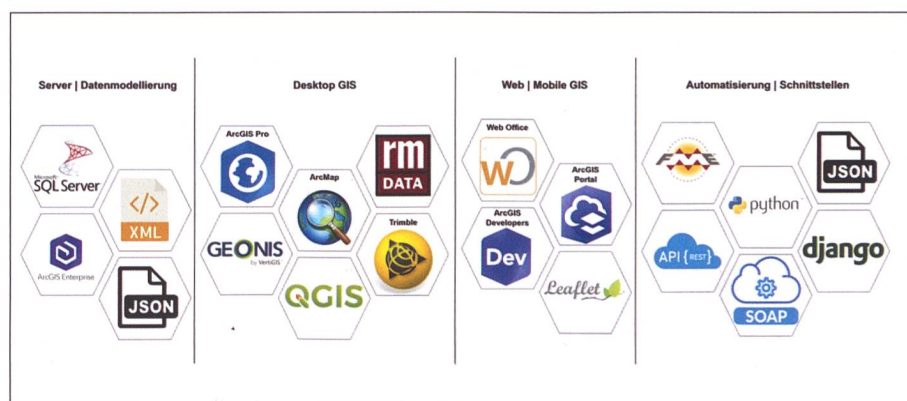 Server | Datenmodellierung
Microsoft
SQL Server
</>
XML
ArcGIS Enterprise
JSON
Desktop GIS
ArcGIS Pro
ArcMap
rm
DATA
GEONIS
by VertiGIS
Trimble
QGIS
Web | Mobile GIS
Web Office
WO
ArcGIS
Portal
ArcGIS
Developers
Dev
Leaflet
Automatisierung | Schnittstellen
FME
JSON
python
API {REST}
django
SOAP